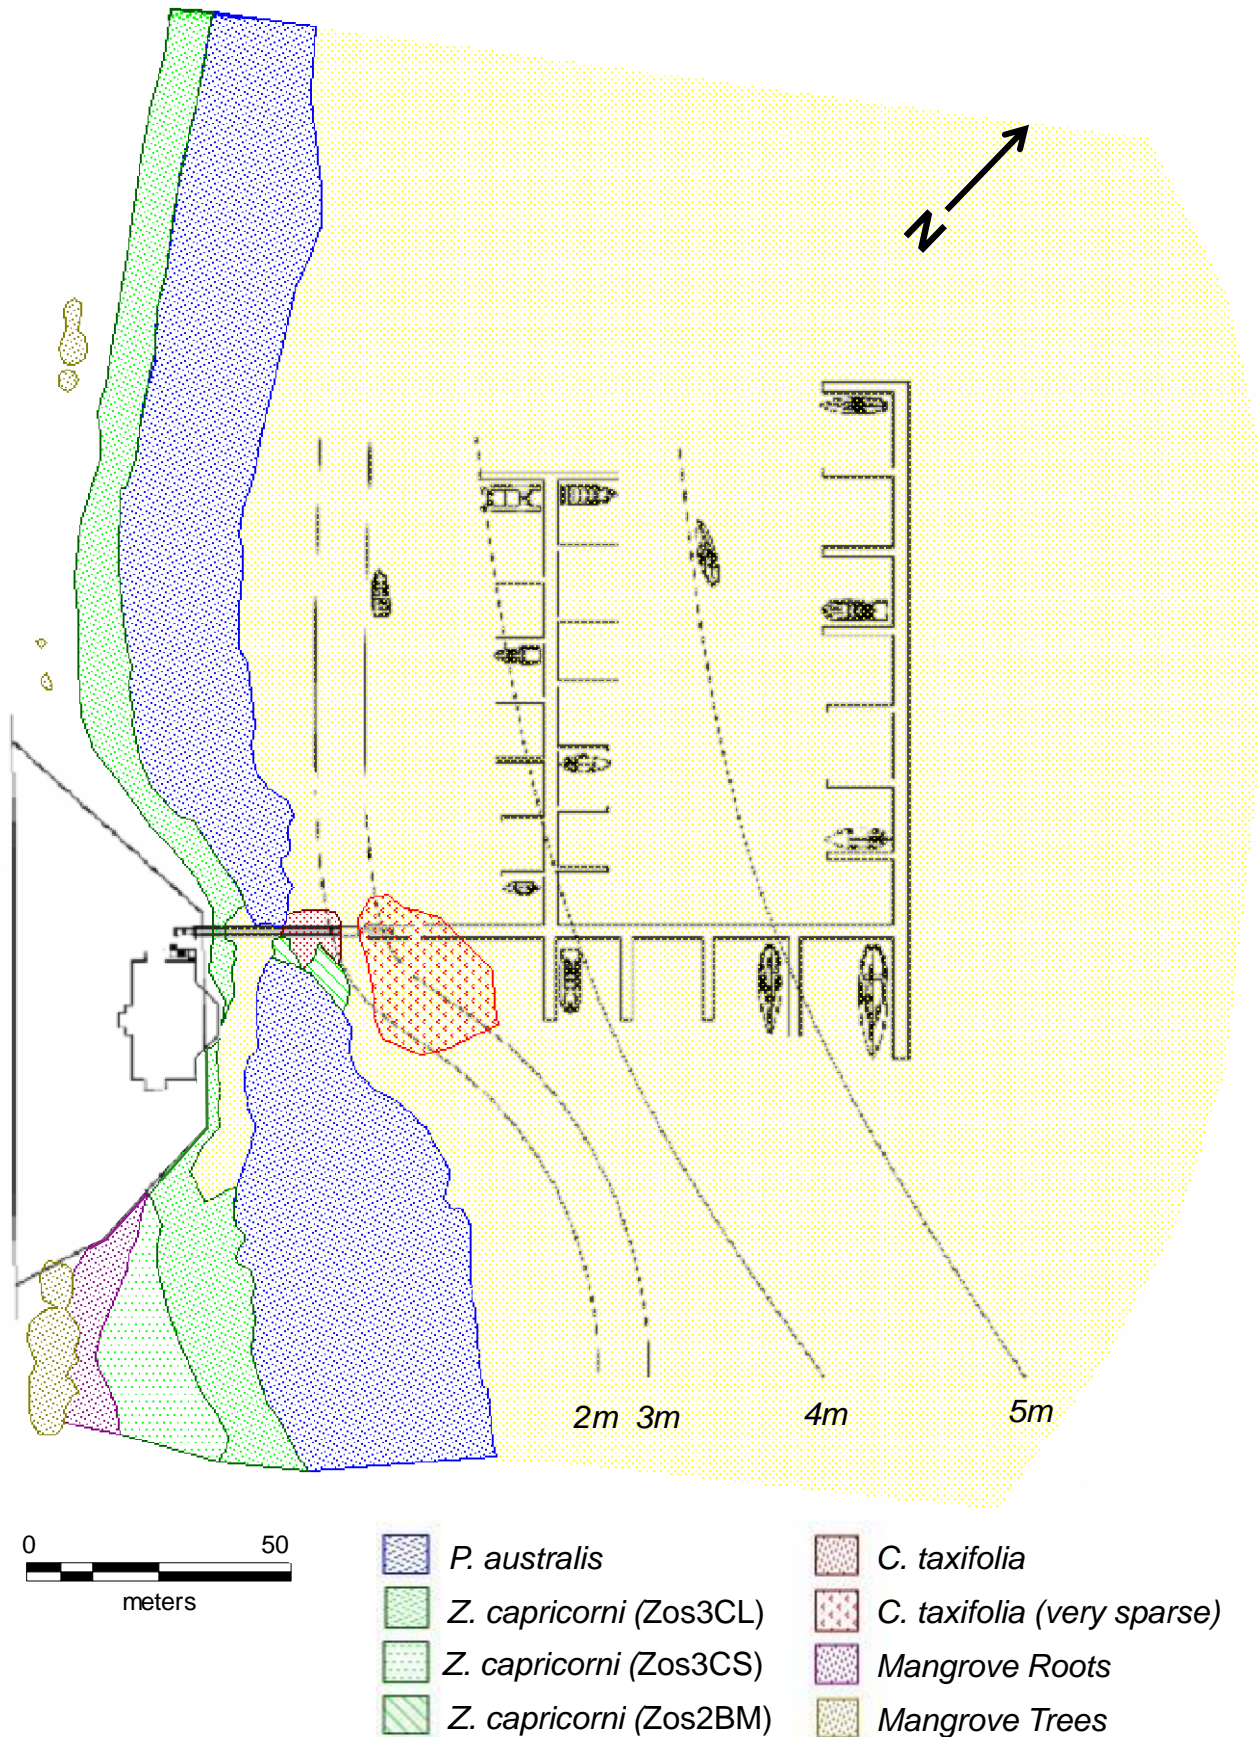 N
2m 3m 4m 5m
0 50
meters
P. australis
Z. capricorni (Zos3CL)
Z. capricorni (Zos3CS)
Z. capricorni (Zos2BM)
C. taxifolia
C. taxifolia (very sparse)
Mangrove Roots
Mangrove Trees